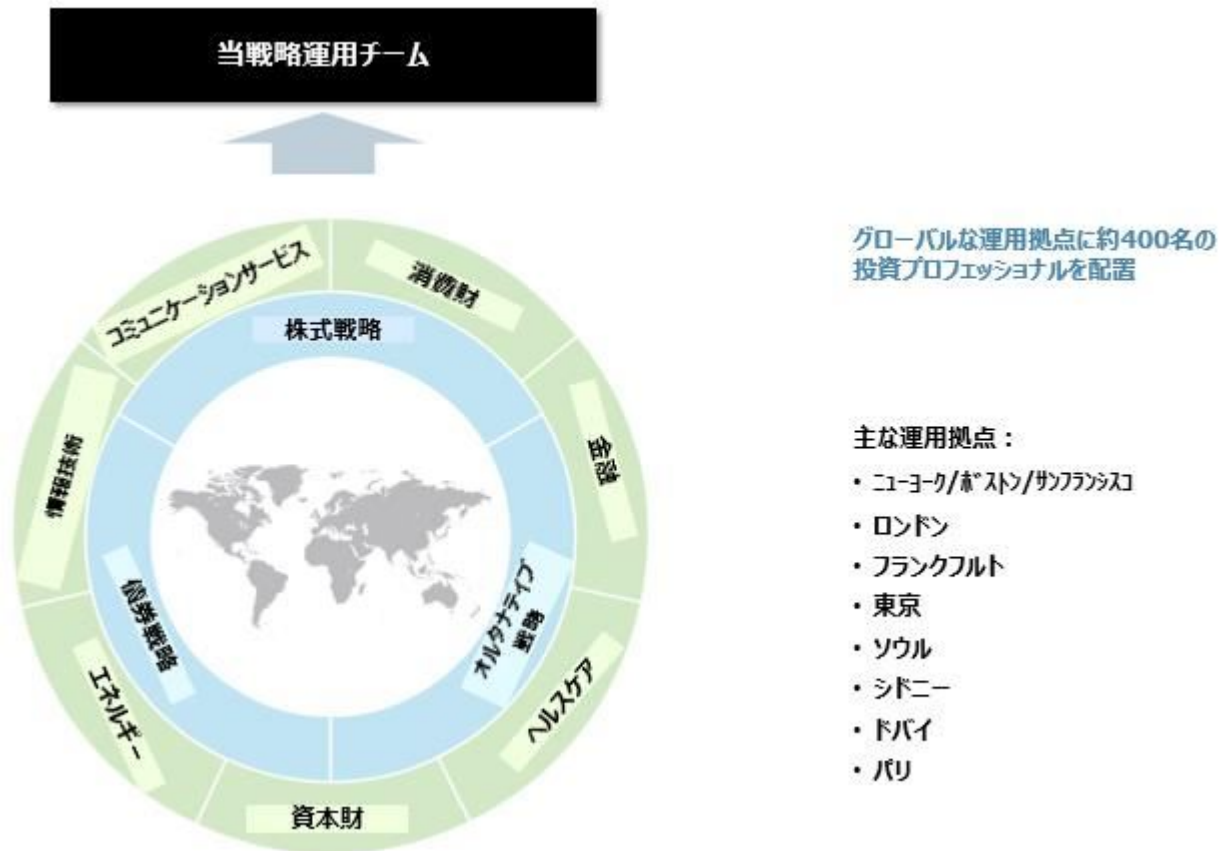 当戦略運用チーム
コミュニケーションサービス
消費財
株式戦略
情報技術
金融
債券戦略
オルタナティブ
戦略
エネルギー
ヘルスケア
資本財
グローバルな運用拠点に約400名の
投資プロフェッショナルを配置
主な運用拠点：
・ニューヨーク/ボストン/サンフランシスコ
・ロンドン
・フランクフルト
・東京
・ソウル
・シドニー
・ドバイ
・パリ